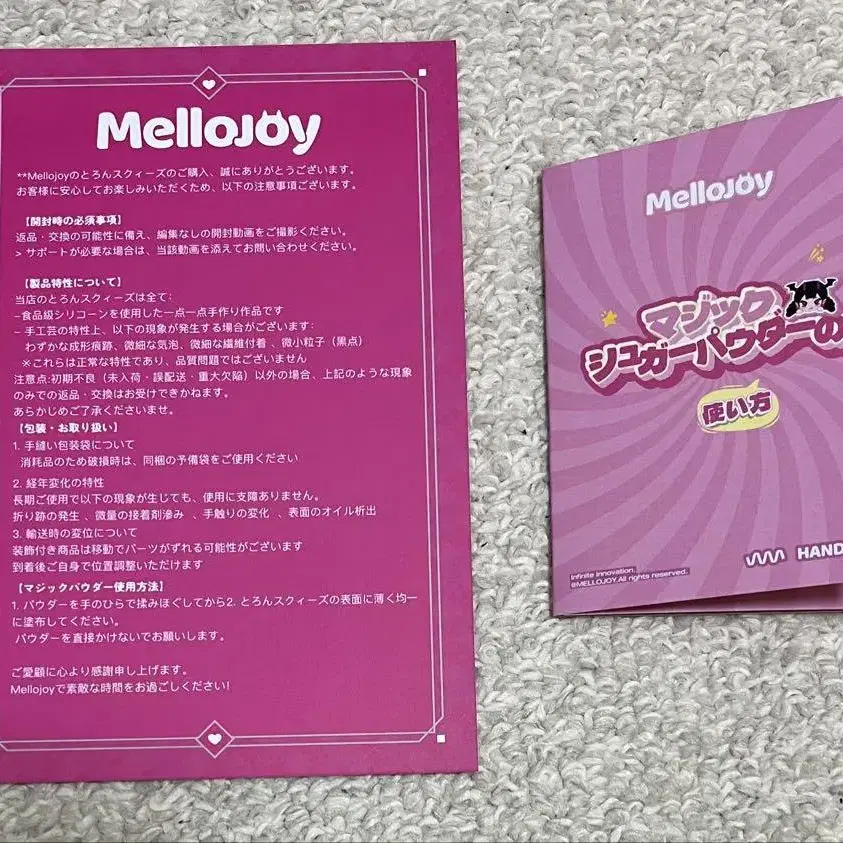 Mellojoy
**Mellojoyのとろんスクィーズのご購入、誠にありがとうございます。
お客様に安心してお楽しみいただくため、以下の注意事項ございます。
【開封時の必須事項】
返品・交換の可能性に備え、編集なしの開封動画をご撮影ください。
> サポートが必要な場合は、当該動画を添えてお問い合わせください。
【製品特性について】
当店のとろんスクィーズは全て:
–食品級シリコーンを使用した一点一点手作り作品です
– 手工芸の特性上、以下の現象が発生する場合がございます:
わずかな成形痕跡、微細な気泡、微細な繊維付着 、微小粒子（黒点）
※これらは正常な特性であり、品質問題ではございません
注意点:初期不良（未入荷・誤配送・重大欠陥）以外の場合、上記のような現象
のみでの返品・交換はお受けできかねます。
あらかじめご了承くださいませ。
【包装・お取り扱い】
1. 手縫い包装袋について
消耗品のため破損時は、同梱の予備袋をご使用ください
2. 経年変化の特性
長期ご使用で以下の現象が生じても、使用に支障ありません。
折り跡の発生 、微量の接着剤滲み 、手触りの変化 、表面のオイル析出
3. 輸送時の変位について
装飾付き商品は移動でパーツがずれる可能性がございます
到着後ご自身で位置調整いただけます
【マジックパウダー使用方法】
1. パウダーを手のひらで揉みほぐしてから2. とろんスクィーズの表面に薄く均一
に塗布してください。
パウダーを直接かけないでお願いします。
ご愛顧に心より感謝申し上げます。
Mellojoyで素敵な時間をお過ごしください!
Mellojoy
マジック
シュガーパウダーの
使い方
HAND
Infinite Innovation.
@MELLOJOY.All rights reserved.